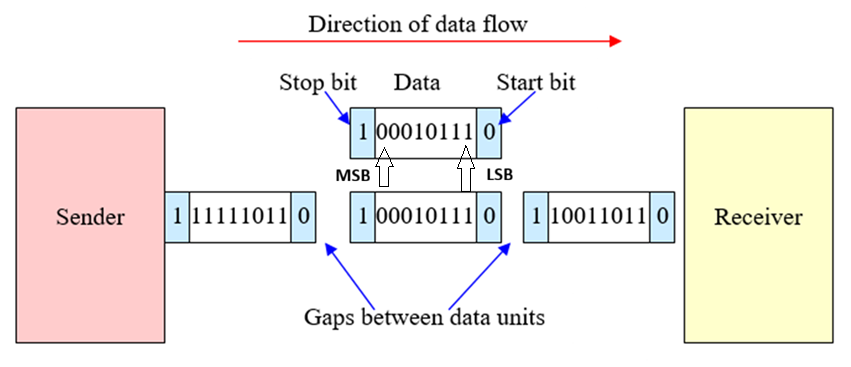 Direction of data flow
Stop bit Data Start bit
1 00010111 0
MSB LSB
Sender 1 11111011 0 1 00010111 0 1 10011011 0 Receiver
Gaps between data units